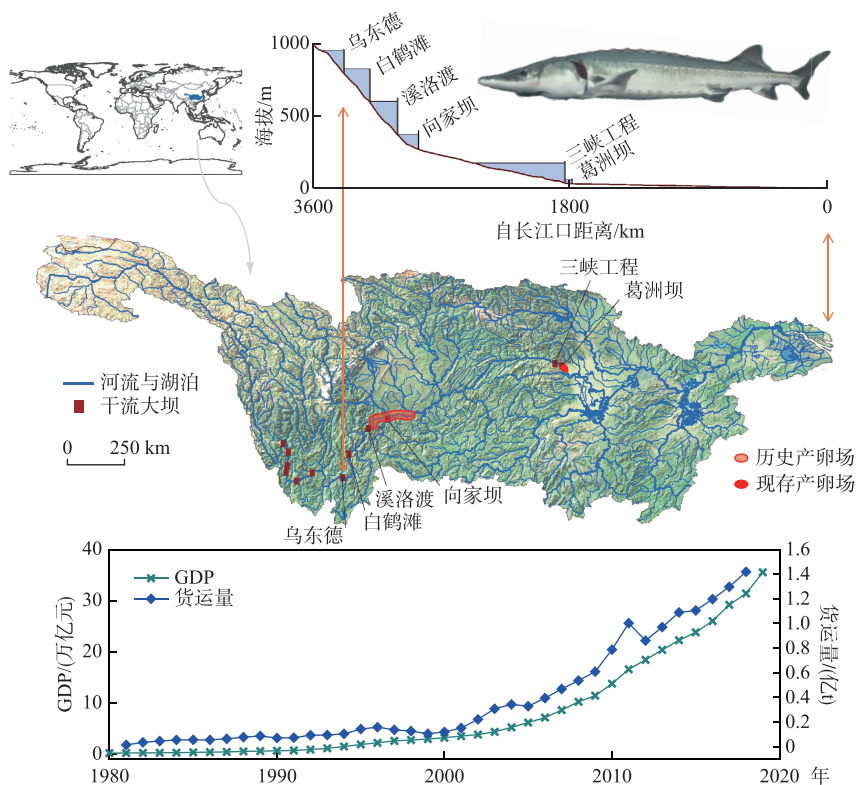 1000
500
0
海拔/m
乌东德
白鹤滩
溪洛渡
向家坝
三峡工程
葛洲坝
3600
1800
0
自长江口距离/km
三峡工程
葛洲坝
河流与湖泊
干流大坝
0 250 km
历史产卵场
现存产卵场
向家坝
溪洛渡
白鹤滩
乌东德
GDP
货运量
GDP/(万亿元)
40
30
20
10
0
1.6
1.4
1.2
1.0
0.8
0.6
0.4
0.2
0
货运量/(亿t)
1980 1990 2000 2010 2020 年